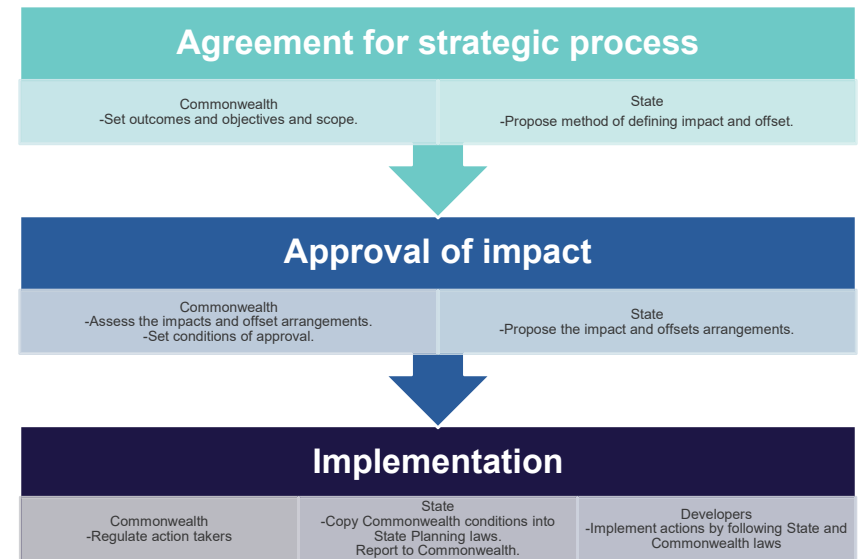 Agreement for strategic process
Commonwealth
-Set outcomes and objectives and scope.
State
-Propose method of defining impact and offset.
Approval of impact
Commonwealth
-Assess the impacts and offset arrangements.
-Set conditions of approval.
State
-Propose the impact and offsets arrangements.
Implementation
Commonwealth
-Regulate action takers
State
-Copy Commonwealth conditions into
State Planning laws.
Report to Commonwealth.
Developers
-Implement actions by following State and
Commonwealth laws